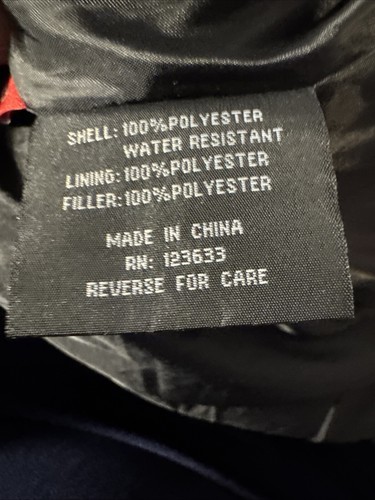 SHELL:100%POLYESTER
WATER RESISTANT
LINING:100%POLYESTER
FILLER:100%POLYESTER
MADE IN CHINA
RN: 123633
REVERSE FOR CARE